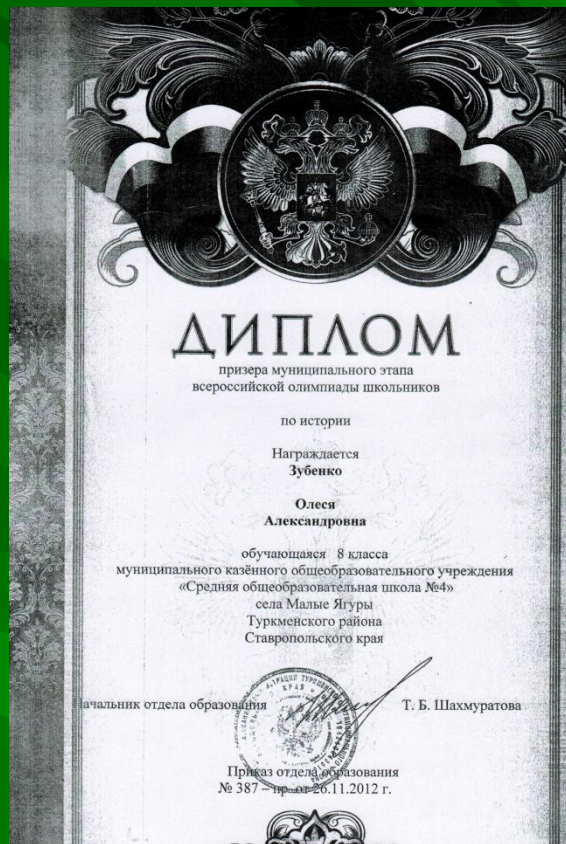 ДИПЛОМ
призера муниципального этапа
всероссийской олимпиады школьников
по истории
Награждается
Зубенко
Олеся
Александровна
обучающаяся 8 класса
муниципального казённого общеобразовательного учреждения
«Средняя общеобразовательная школа №4»
села Малые Ягуры
Туркменского района
Ставропольского края
Начальник отдела образования Т. Б. Шахмуратова
Приказ отдела образования
№ 387 – пр. от 26.11.2012 г.